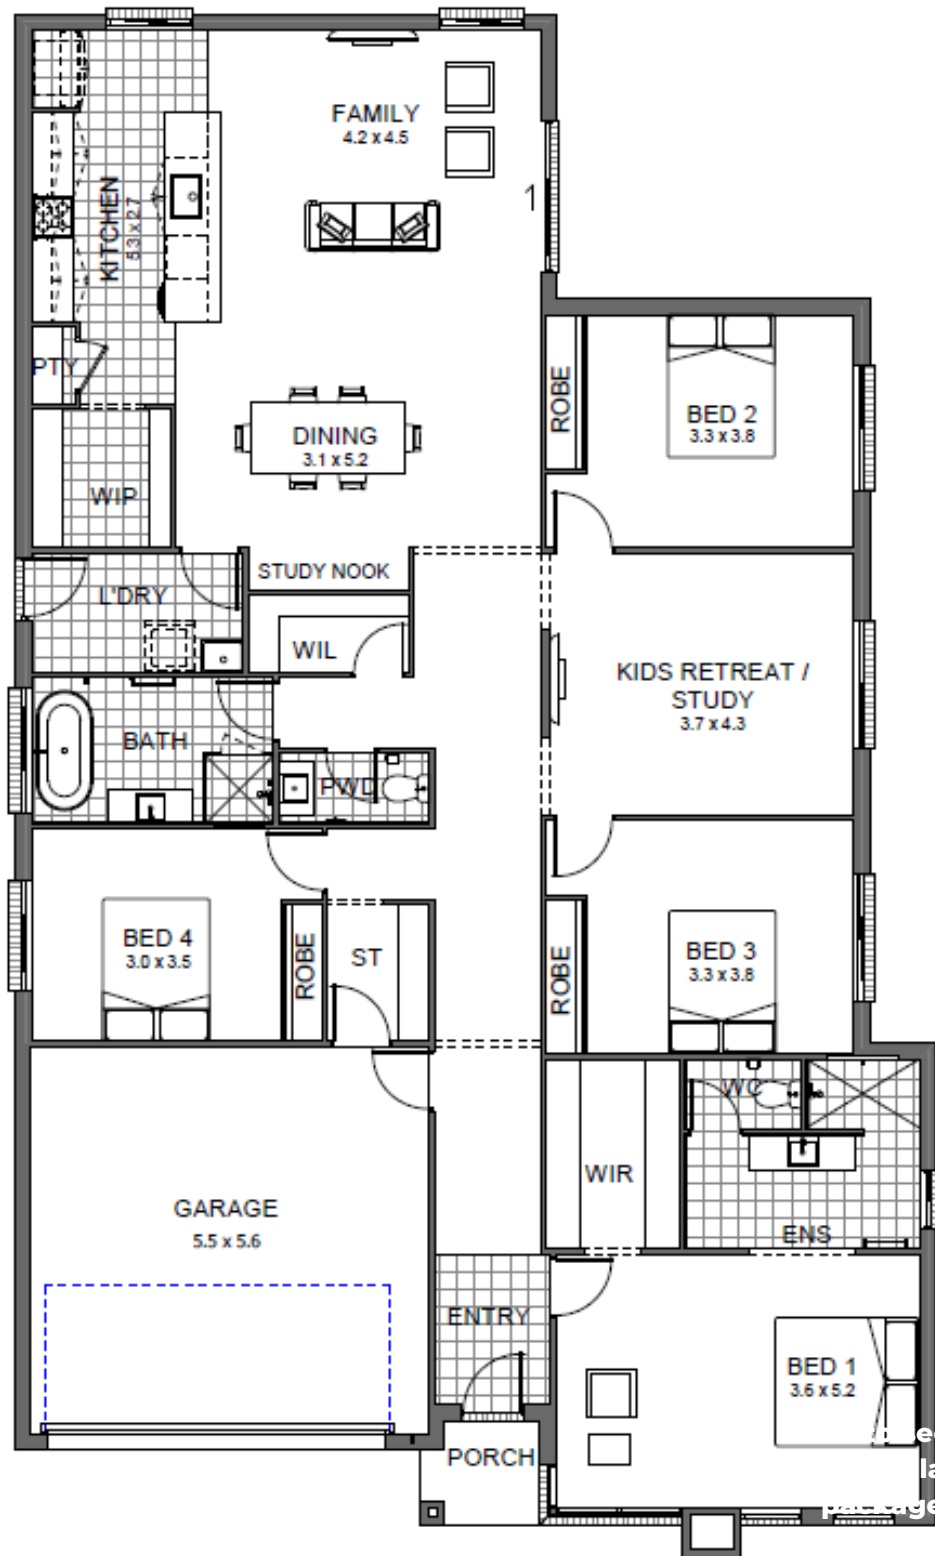 FAMILY
4.2 x 4.5
KITCHEN
5.3 x 2.7
1
PTY
ROBE
BED 2
3.3 x 3.8
DINING
3.1 x 5.2
WIP
STUDY NOOK
L'DRY
WIL
KIDS RETREAT /
STUDY
3.7 x 4.3
BATH
PWD
BED 4
3.0 x 3.5
ROBE
ST
ROBE
BED 3
3.3 x 3.8
WC
WIR
GARAGE
5.5 x 5.6
ENS
ENTRY
BED 1
3.6 x 5.2
PORCH
package